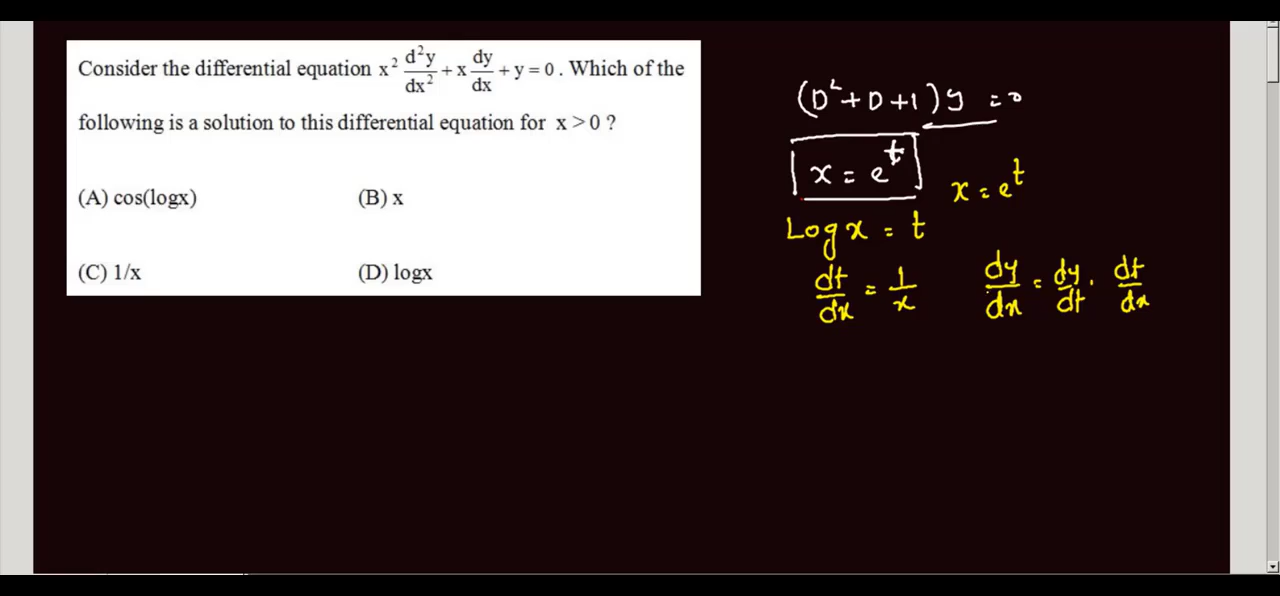 Consider the differential equation x² d²y/dx² + x dy/dx + y = 0. Which of the
following is a solution to this differential equation for x > 0 ?
(A) cos(logx) (B) x
(C) 1/x (D) logx
(D² + D + 1) y = 0
x = e^t
x = e^t
Log x = t
dt/dx = 1/x
dy/dx = dy/dt · dt/dx